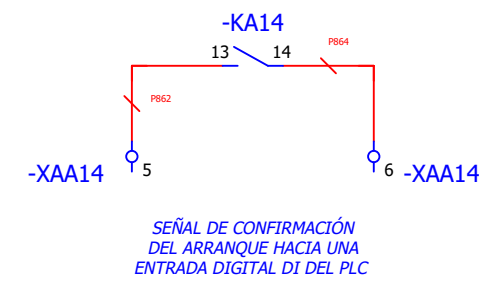 -KA14
13 14
P864
P862
-XAA14 5
6 -XAA14
SEÑAL DE CONFIRMACIÓN
DEL ARRANQUE HACIA UNA
ENTRADA DIGITAL DI DEL PLC